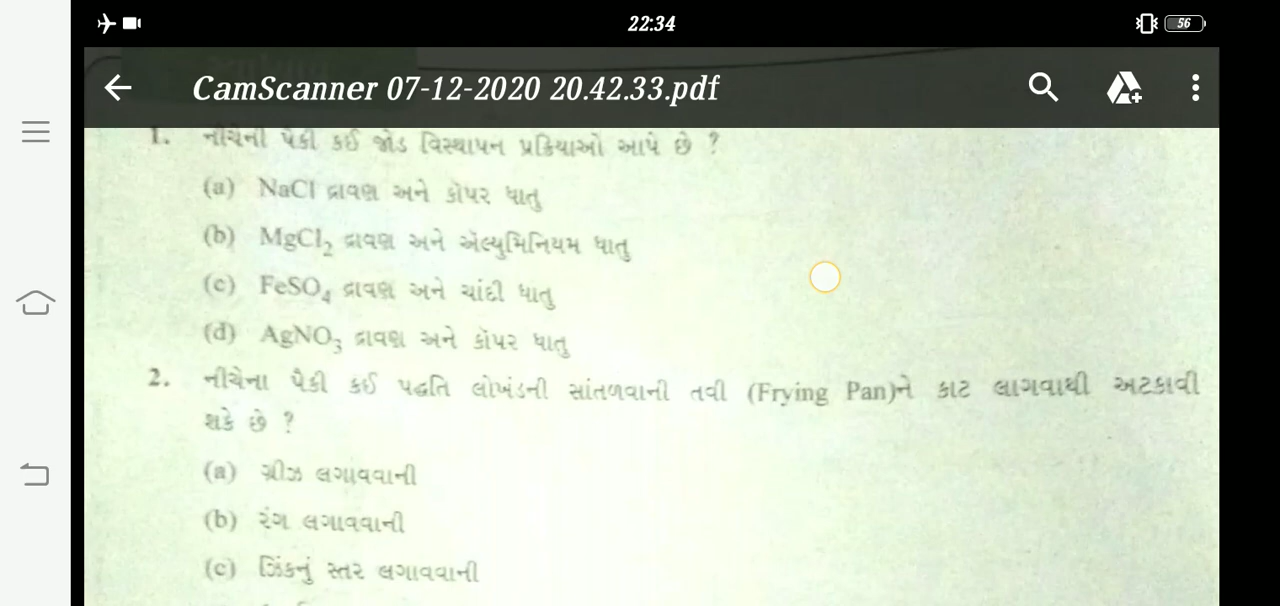 22:34
56
CamScanner 07-12-2020 20.42.33.pdf
1. નીચેની પૈકી કઈ જોડ વિસ્થાપન પ્રક્રિયાઓ આપે છે ?
(a) NaCl દ્રાવણ અને કૉપર ધાતુ
(b) MgCl₂ દ્રાવણ અને ઍલ્યુમિનિયમ ધાતુ
(c) FeSO₄ દ્રાવણ અને ચાંદી ધાતુ
(d) AgNO₃ દ્રાવણ અને કૉપર ધાતુ
2. નીચેના પૈકી કઈ પદ્ધતિ લોખંડની સાંતળવાની તવી (Frying Pan)ને કાટ લાગવાથી અટકાવી
શકે છે ?
(a) ગ્રીઝ લગાવવાની
(b) રંગ લગાવવાની
(c) ઝિંકનું સ્તર લગાવવાની